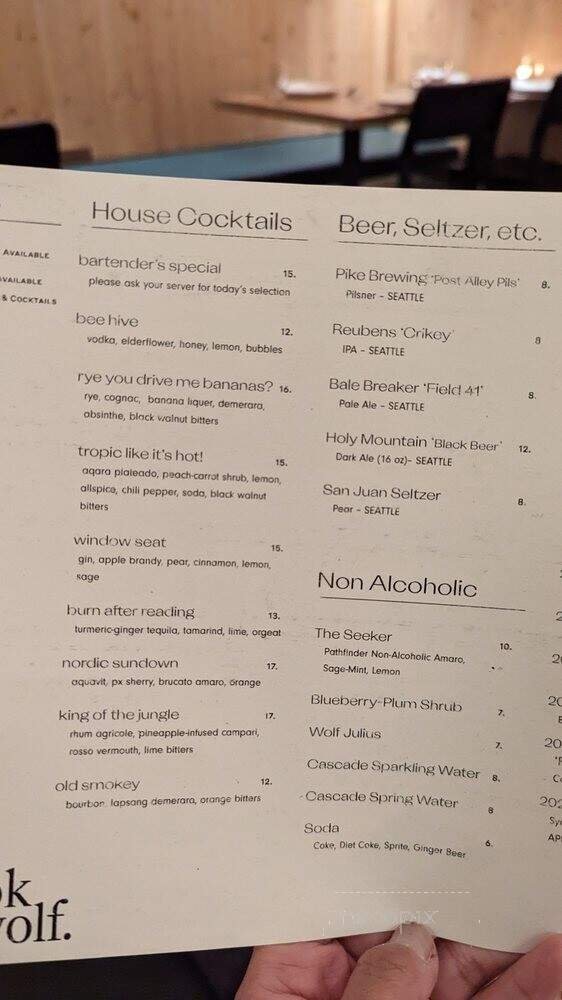 AVAILABLE
AVAILABLE
& COCKTAILS
House Cocktails
bartender's special 15.
please ask your server for today's selection
bee hive 12.
vodka, elderflower, honey, lemon, bubbles
rye you drive me bananas? 16.
rye, cognac, banana liquer, demerara,
absinthe, black walnut bitters
tropic like it's hot! 15.
aqara plateado, peach-carrot shrub, lemon,
allspice, chili pepper, soda, black walnut
bitters
window seat 15.
gin, apple brandy, pear, cinnamon, lemon,
sage
burn after reading 13.
turmeric-ginger tequila, tamarind, lime, orgeat
nordic sundown 17.
aquavit, px sherry, brucato amaro, orange
king of the jungle 17.
rhum agricole, pineapple-infused campari,
rosso vermouth, lime bitters
old smokey 12.
bourbon, lapsang demerara, orange bitters
ok
wolf.
Beer, Seltzer, etc.
Pike Brewing 'Post Alley Pils' 8.
Pilsner - SEATTLE
Reubens 'Crikey' 8
IPA - SEATTLE
Bale Breaker 'Field 41' 8.
Pale Ale - SEATTLE
Holy Mountain 'Black Beer' 12.
Dark Ale (16 oz)- SEATTLE
San Juan Seltzer 8.
Pear - SEATTLE
Non Alcoholic
The Seeker 10.
Pathfinder Non-Alcoholic Amaro,
Sage-Mint, Lemon
Blueberry-Plum Shrub 7.
Wolf Julius 7.
Cascade Sparkling Water 8.
Cascade Spring Water 8
Soda 6.
Coke, Diet Coke, Sprite, Ginger Beer